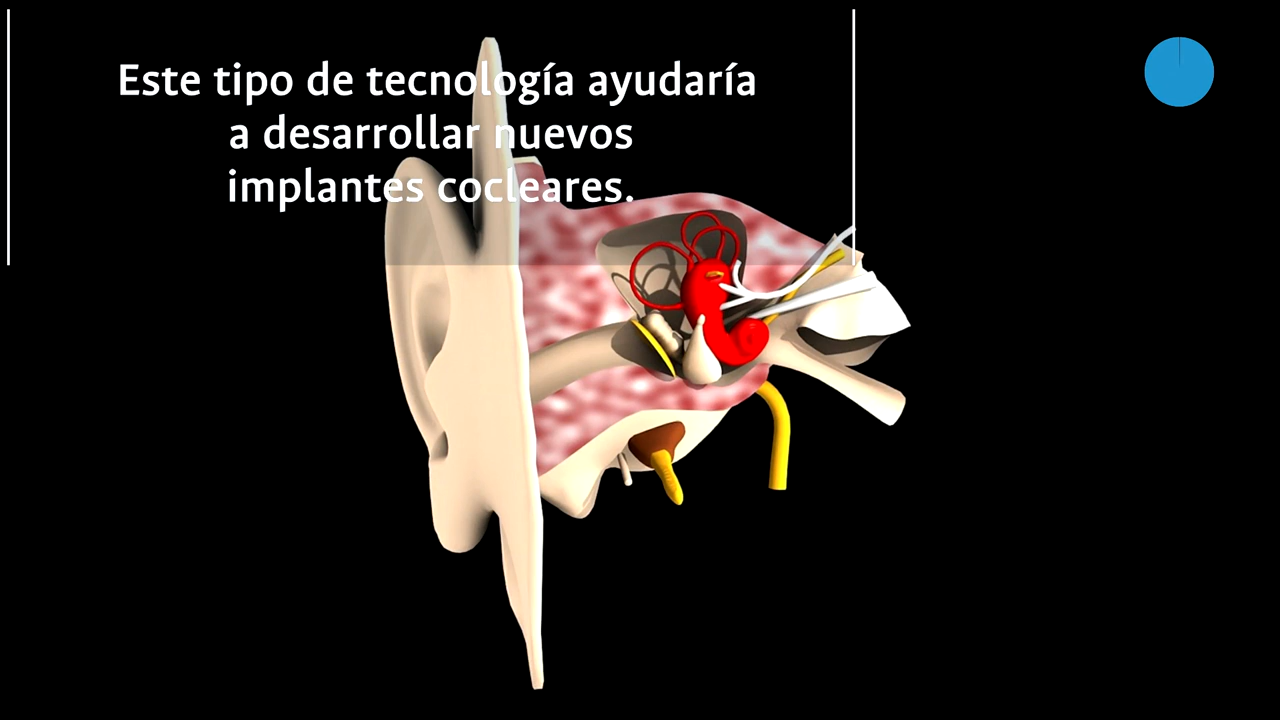 Este tipo de tecnología ayudaría
a desarrollar nuevos
implantes cocleares.